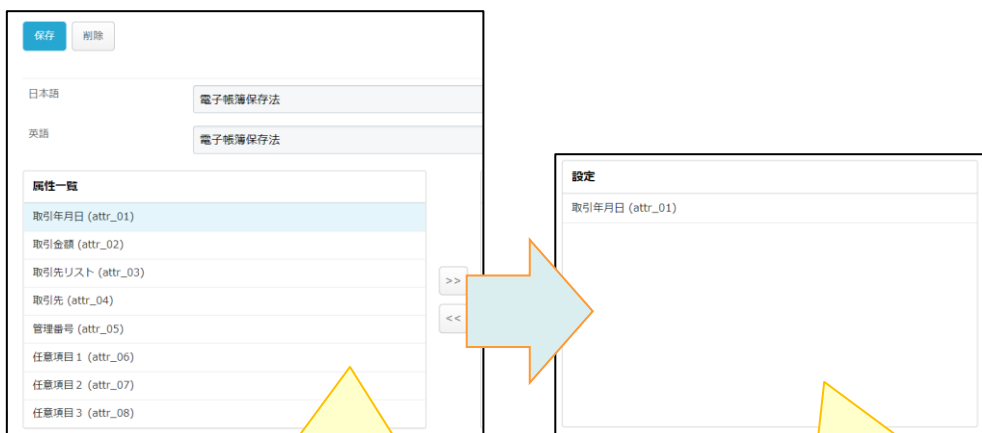 保存 削除
日本語 電子帳簿保存法
英語 電子帳簿保存法
属性一覧
取引年月日 (attr_01)
取引金額 (attr_02)
取引先リスト (attr_03)
取引先 (attr_04)
管理番号 (attr_05)
任意項目1 (attr_06)
任意項目2 (attr_07)
任意項目3 (attr_08)
>>
<<
設定
取引年月日 (attr_01)